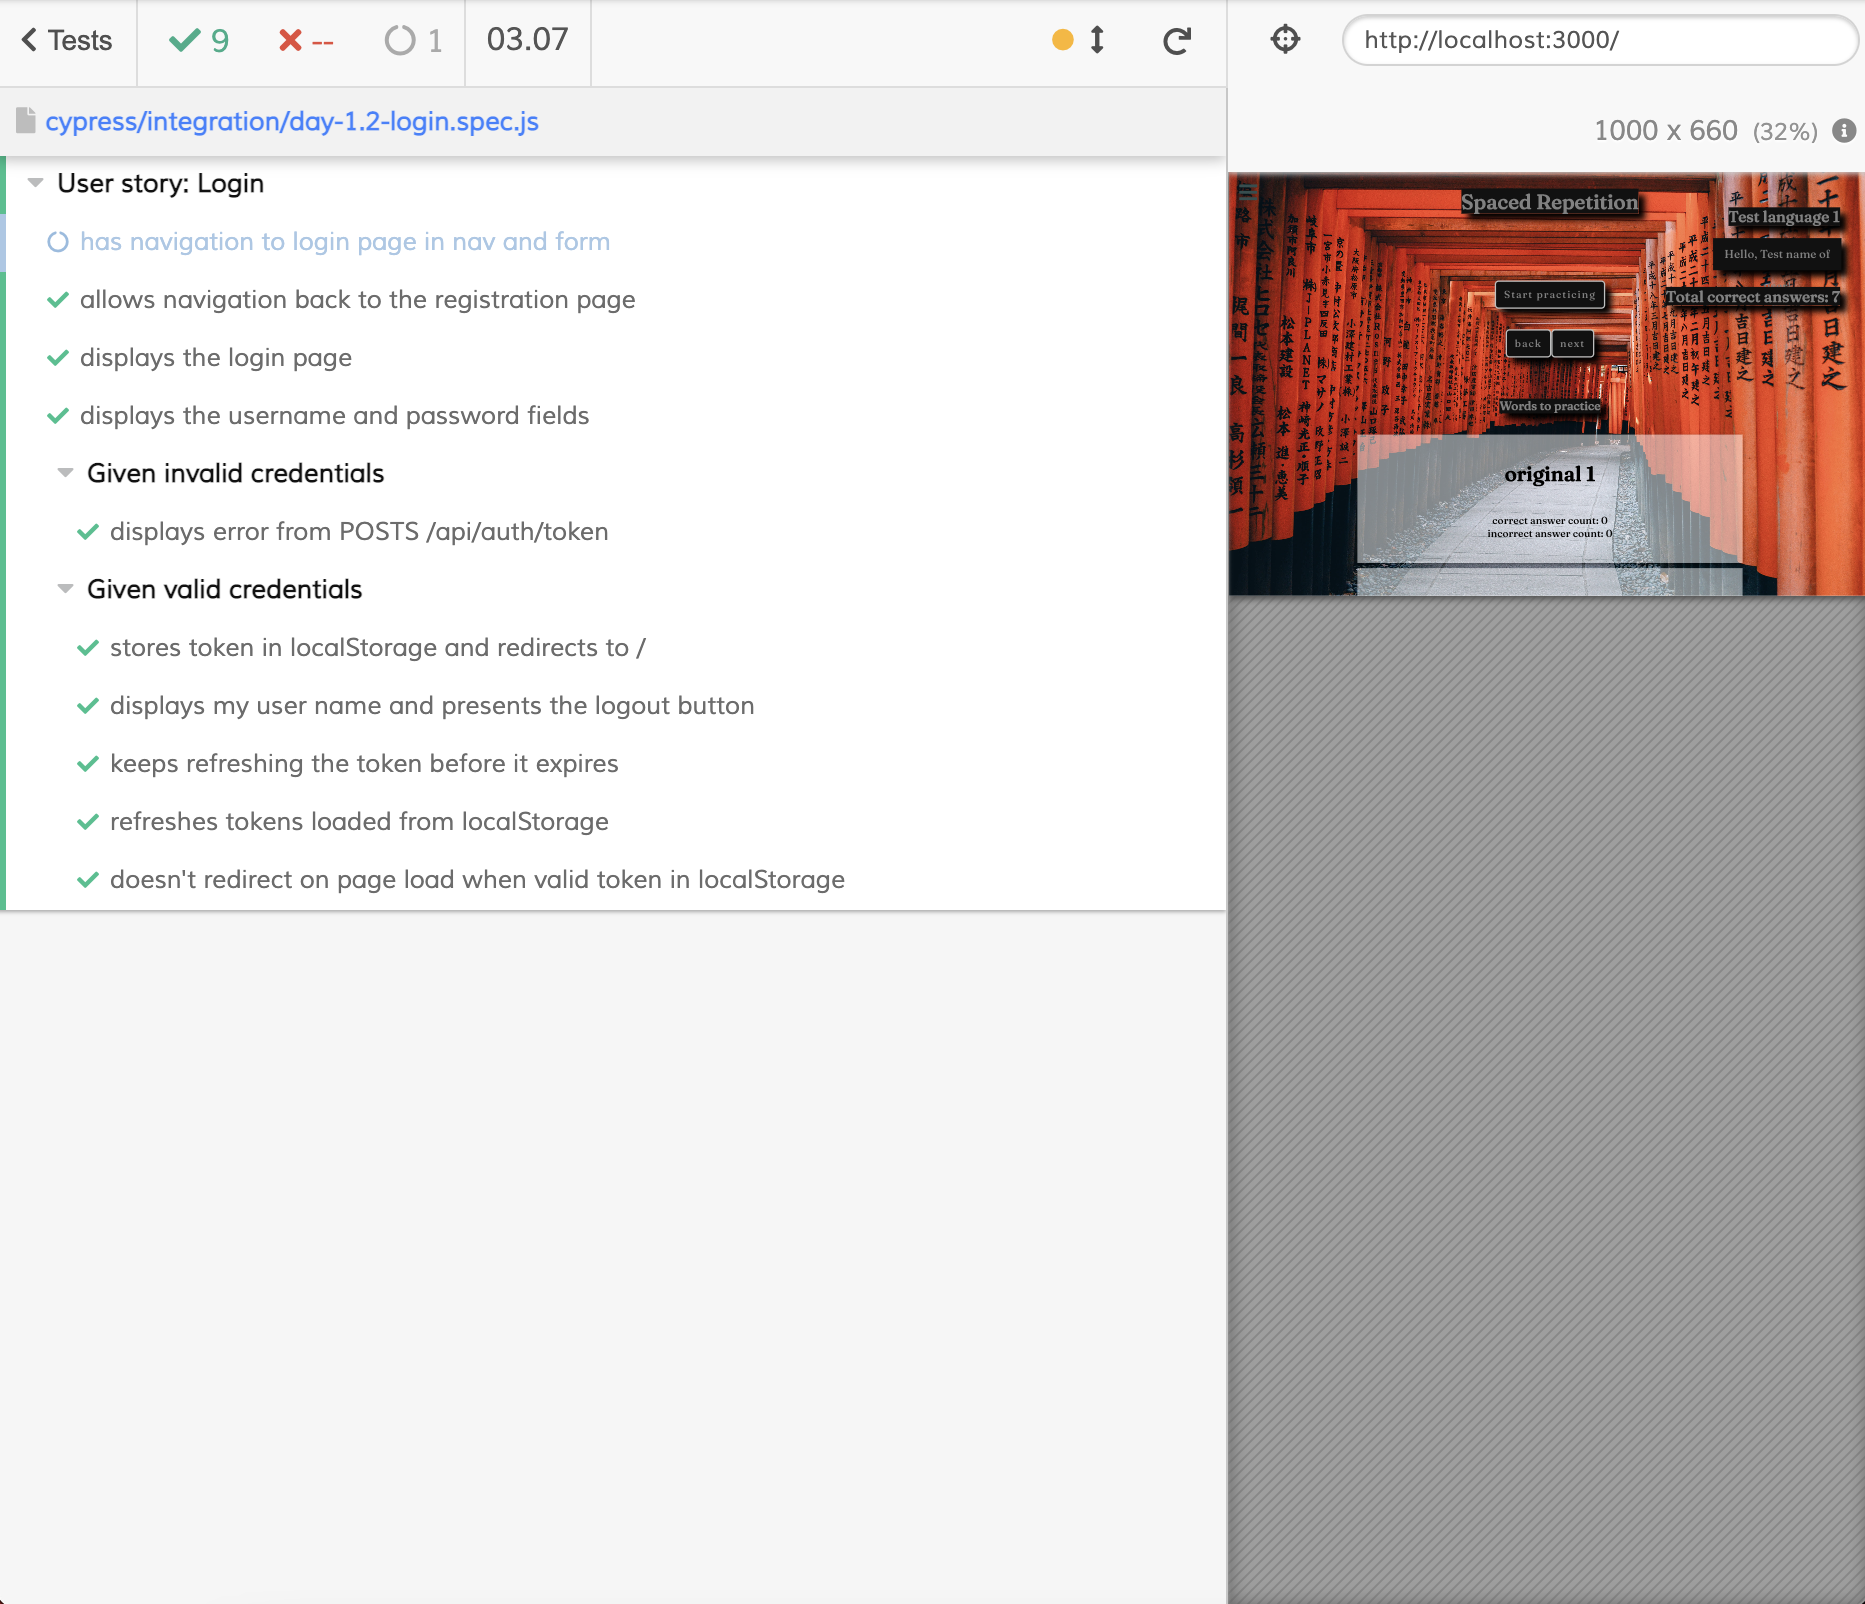 Tests
9
--
1
03.07
http://localhost:3000/
cypress/integration/day-1.2-login.spec.js
1000 x 660 (32%)
User story: Login
has navigation to login page in nav and form
allows navigation back to the registration page
displays the login page
displays the username and password fields
Given invalid credentials
displays error from POSTS /api/auth/token
Given valid credentials
stores token in localStorage and redirects to /
displays my user name and presents the logout button
keeps refreshing the token before it expires
refreshes tokens loaded from localStorage
doesn't redirect on page load when valid token in localStorage
Spaced Repetition
Test language 1
Hello, Test name of
Total correct answers: 7
Start practicing
back
next
Words to practice
original 1
correct answer count: 0
incorrect answer count: 0